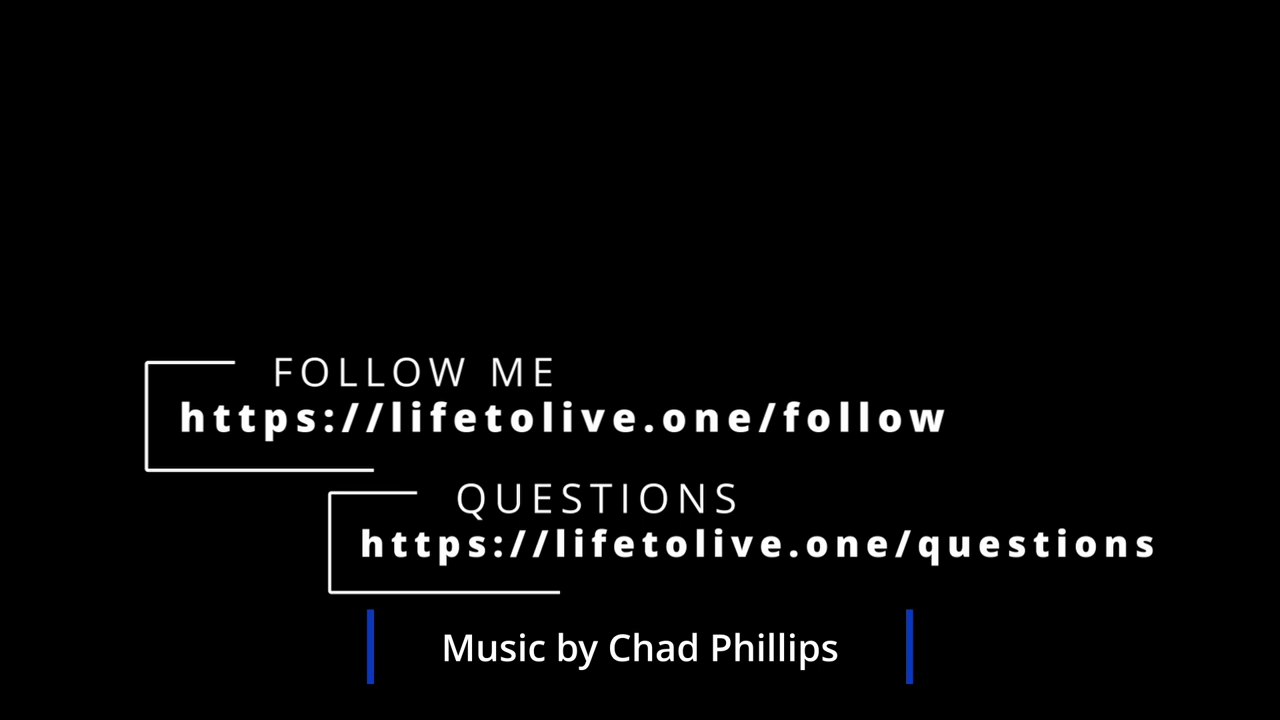 FOLLOW ME
https://lifetolive.one/follow
QUESTIONS
https://lifetolive.one/questions
Music by Chad Phillips